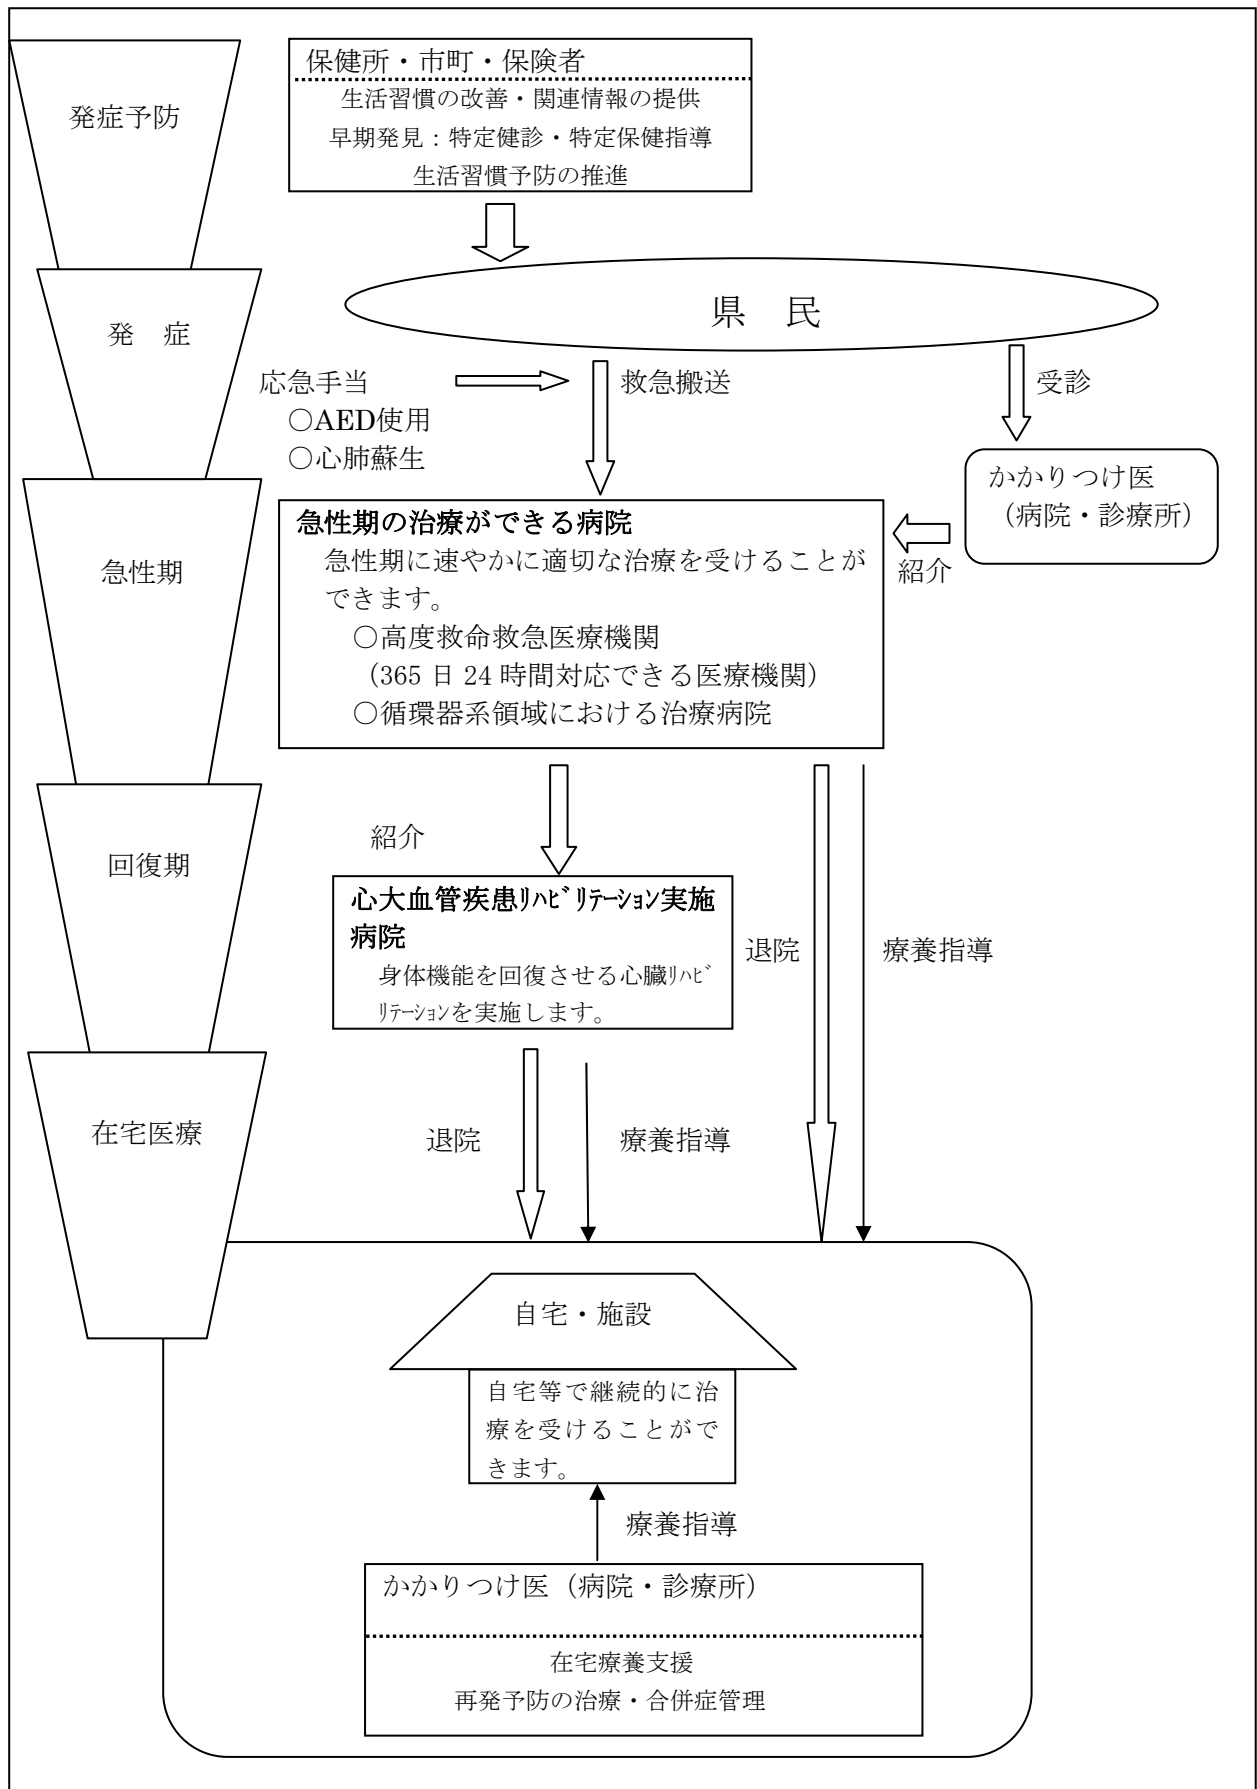 発症予防
保健所・市町・保険者
生活習慣の改善・関連情報の提供
早期発見：特定健診・特定保健指導
生活習慣予防の推進
県　民
発　症
応急手当
○AED使用
○心肺蘇生
救急搬送
受診
かかりつけ医
（病院・診療所）
紹介
急性期
急性期の治療ができる病院
急性期に速やかに適切な治療を受けることが
できます。
○高度救命救急医療機関
（365 日 24 時間対応できる医療機関）
○循環器系領域における治療病院
紹介
回復期
心大血管疾患ﾘﾊﾋﾞﾘﾃｰｼｮﾝ実施
病院
身体機能を回復させる心臓ﾘﾊﾋﾞ
ﾘﾃｰｼｮﾝを実施します。
退院
療養指導
在宅医療
退院
療養指導
自宅・施設
自宅等で継続的に治
療を受けることがで
きます。
療養指導
かかりつけ医（病院・診療所）
在宅療養支援
再発予防の治療・合併症管理